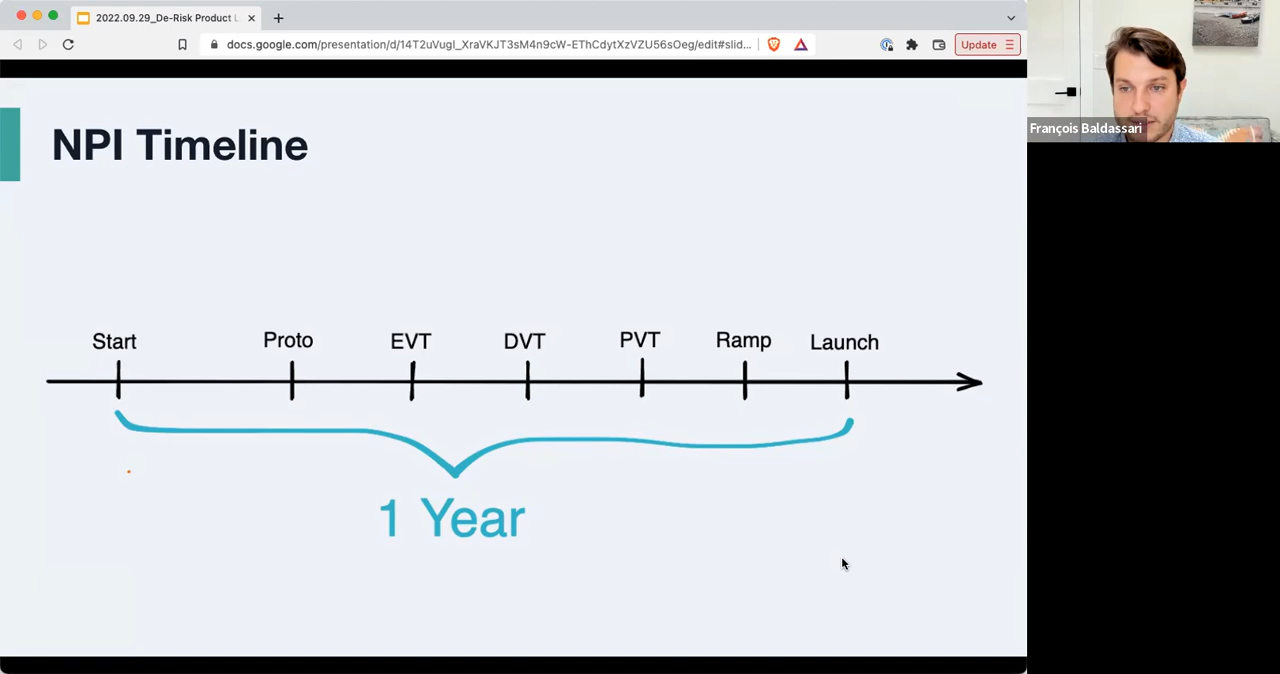 2022.09.29_De-Risk Product L
docs.google.com/presentation/d/14T2uVugI_XraVKJT3sM4n9cW-EThCdytXzVZU56sOeg/edit#slid...
Update
François Baldassari
NPI Timeline
Start Proto EVT DVT PVT Ramp Launch
1 Year